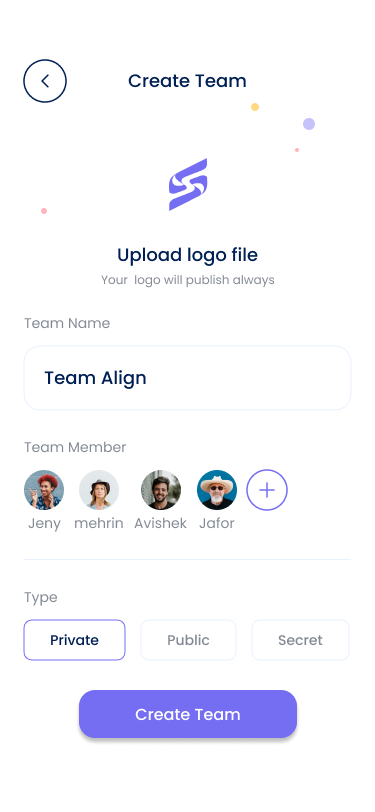 Create Team
Upload logo file
Your logo will publish always
Team Name
Team Align
Team Member
Jeny mehrin Avishek Jafor
Type
Private Public Secret
Create Team